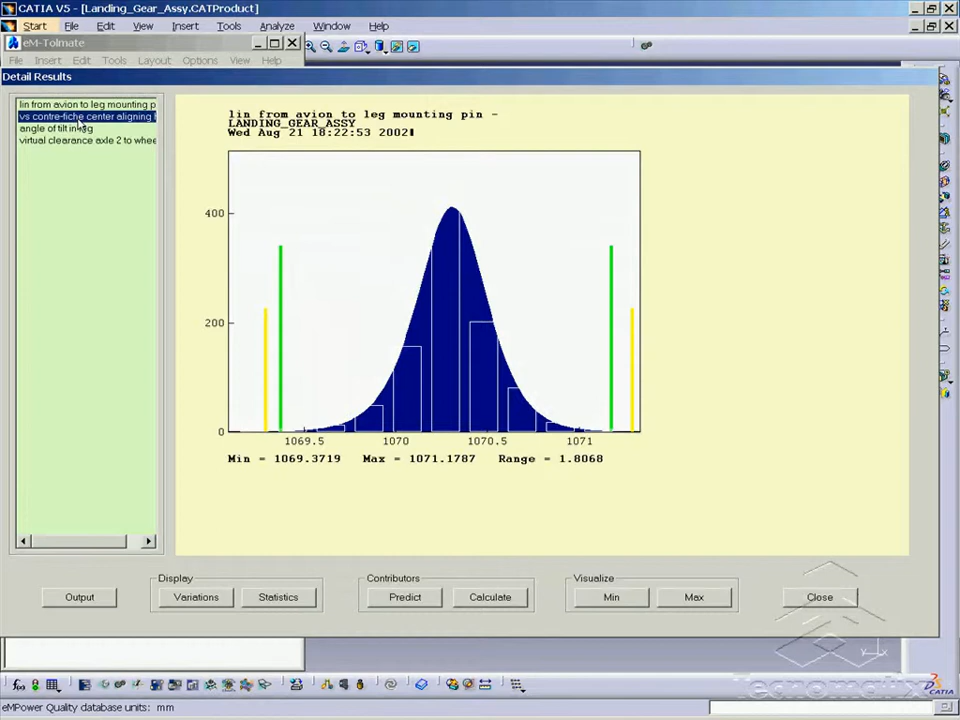 CATIA V5 - [Landing_Gear_Assy.CATProduct]
Start File Edit View Insert Tools Analyze Window Help
eM-Tolmate
File Insert Edit Tools Layout Options View Help
Detail Results
lin from avion to leg mounting p
vs contre-fiche center aligning
angle of tilt in
virtual clearance axle 2 to whee
lin from avion to leg mounting pin -
LANDING_GEAR_ASSY
Wed Aug 21 18:22:53 2002
400
200
0
1069.5 1070 1070.5 1071
Min = 1069.3719 Max = 1071.1787 Range = 1.8068
Display Contributors Visualize
Output Variations Statistics Predict Calculate Min Max Close
Tecnomatix
CATIA
eMPower Quality database units: mm